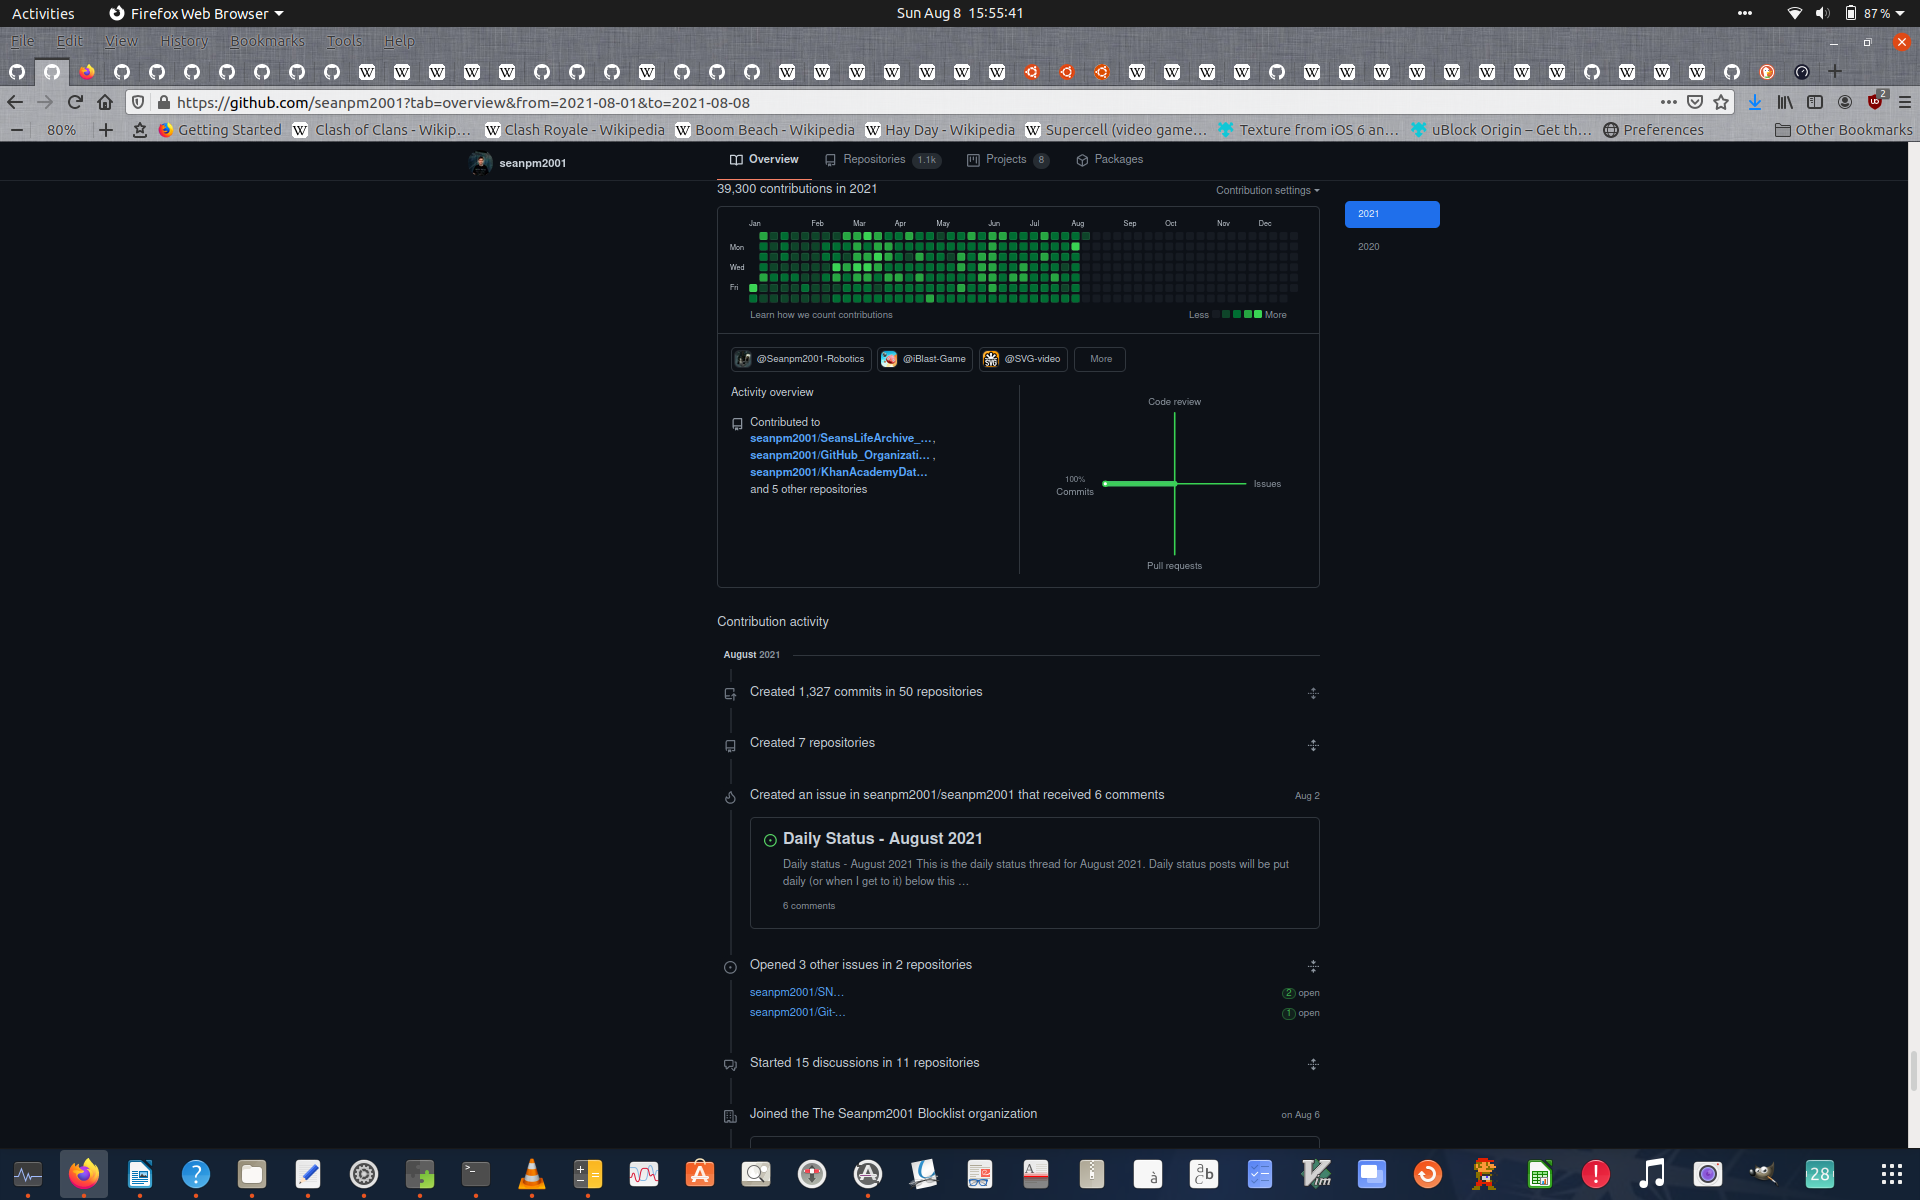 Activities
Firefox Web Browser
Sun Aug 8 15:55:41
87 %
File Edit View History Bookmarks Tools Help
https://github.com/seanpm2001?tab=overview&from=2021-08-01&to=2021-08-08
2
80%
Getting Started
Clash of Clans - Wikip…
Clash Royale - Wikipedia
Boom Beach - Wikipedia
Hay Day - Wikipedia
Supercell (video game…
Texture from iOS 6 an…
uBlock Origin – Get th…
Preferences
Other Bookmarks
seanpm2001
Overview
Repositories 1.1k
Projects 8
Packages
39,300 contributions in 2021
Contribution settings
2021
2020
Jan Feb Mar Apr May Jun Jul Aug Sep Oct Nov Dec
Mon
Wed
Fri
Learn how we count contributions
Less More
@Seanpm2001-Robotics
@iBlast-Game
@SVG-video
More
Activity overview
Contributed to
seanpm2001/SeansLifeArchive_…,
seanpm2001/GitHub_Organizati… ,
seanpm2001/KhanAcademyDat…
and 5 other repositories
Code review
100%
Commits
Issues
Pull requests
Contribution activity
August 2021
Created 1,327 commits in 50 repositories
Created 7 repositories
Created an issue in seanpm2001/seanpm2001 that received 6 comments
Aug 2
Daily Status - August 2021
Daily status - August 2021 This is the daily status thread for August 2021. Daily status posts will be put
daily (or when I get to it) below this …
6 comments
Opened 3 other issues in 2 repositories
seanpm2001/SN…
2 open
seanpm2001/Git-…
1 open
Started 15 discussions in 11 repositories
Joined the The Seanpm2001 Blocklist organization
on Aug 6
28